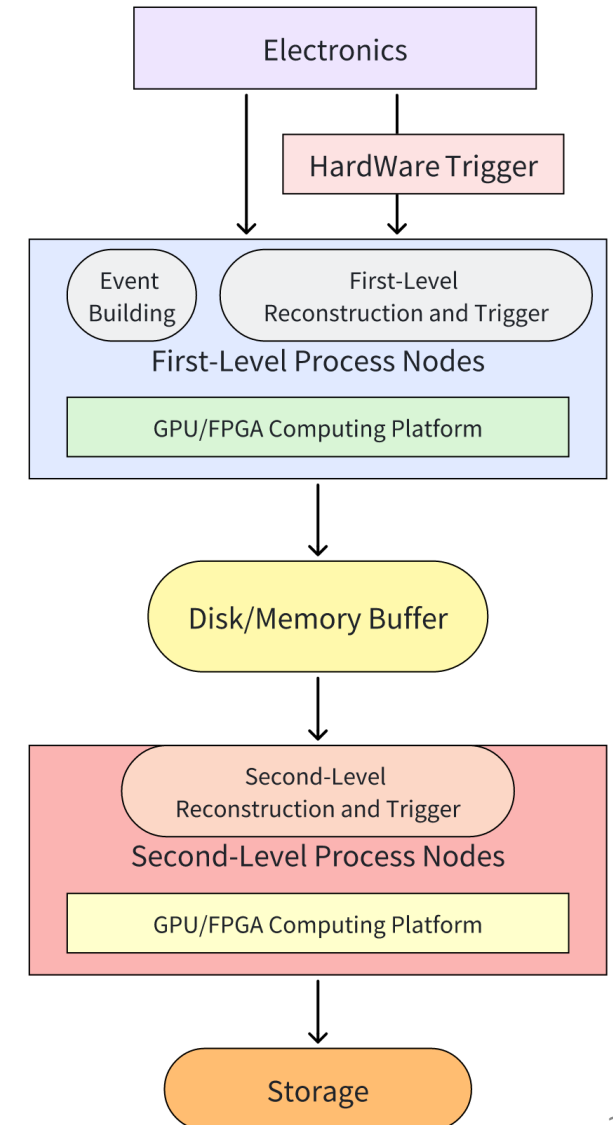 Electronics
HardWare Trigger
Event
Building
First-Level
Reconstruction and Trigger
First-Level Process Nodes
GPU/FPGA Computing Platform
Disk/Memory Buffer
Second-Level
Reconstruction and Trigger
Second-Level Process Nodes
GPU/FPGA Computing Platform
Storage